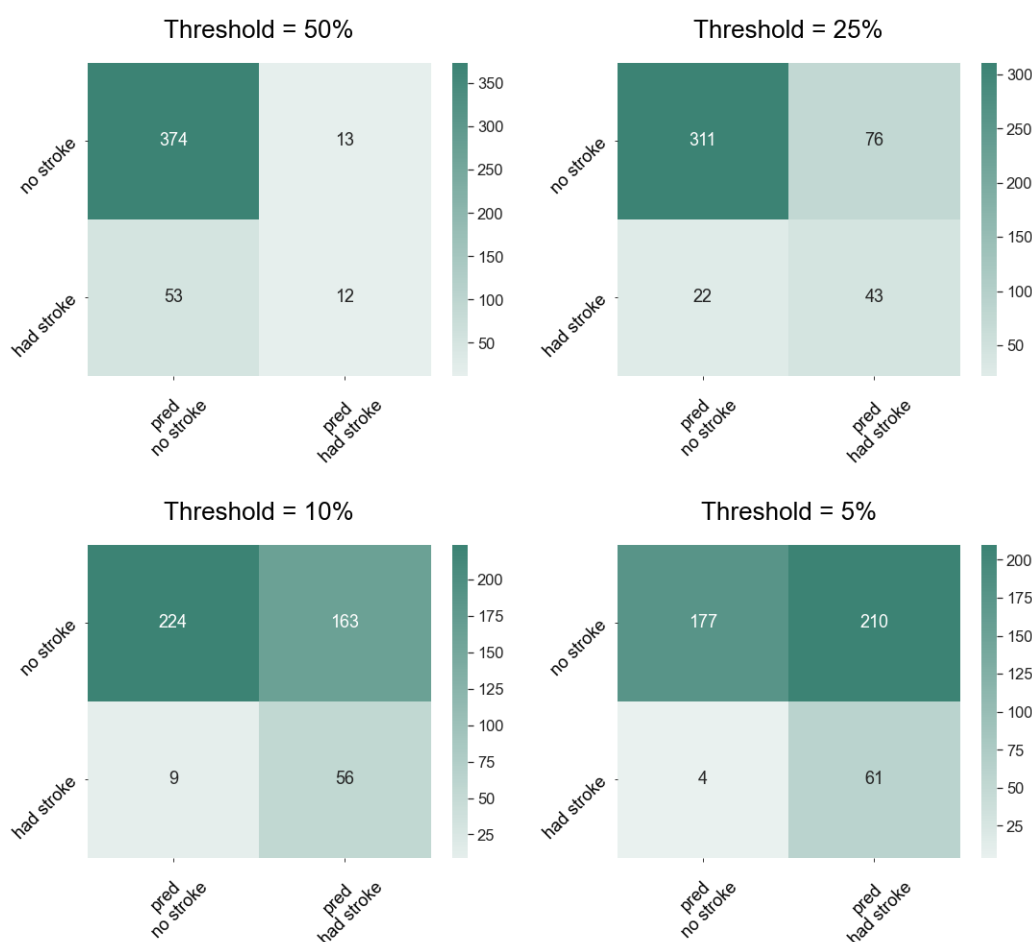 Threshold = 50%
Threshold = 25%
no stroke
374
13
350
300
250
200
150
100
50
had stroke
53
12
pred
no stroke
pred
had stroke
no stroke
311
76
300
250
200
150
100
50
had stroke
22
43
pred
no stroke
pred
had stroke
Threshold = 10%
Threshold = 5%
no stroke
224
163
200
175
150
125
100
75
50
25
had stroke
9
56
pred
no stroke
pred
had stroke
no stroke
177
210
200
175
150
125
100
75
50
25
had stroke
4
61
pred
no stroke
pred
had stroke